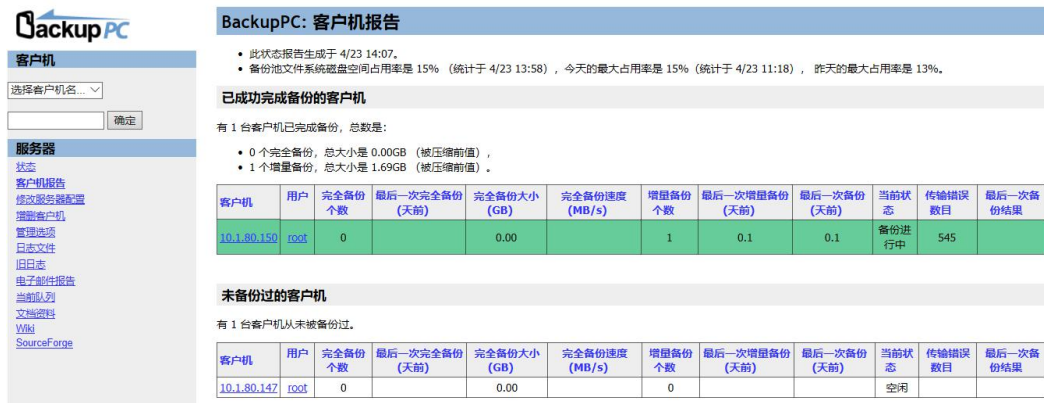 BackupPC
客户机
选择客户机名...
确定
服务器
状态
客户机报告
修改服务器配置
增删客户机
管理选项
日志文件
旧日志
电子邮件报告
当前队列
文档资料
Wiki
SourceForge
BackupPC: 客户机报告
• 此状态报告生成于 4/23 14:07。
• 备份池文件系统磁盘空间占用率是 15% （统计于 4/23 13:58），今天的最大占用率是 15%（统计于 4/23 11:18）， 昨天的最大占用率是 13%。
已成功完成备份的客户机
有 1 台客户机已完成备份，总数是：
• 0 个完全备份，总大小是 0.00GB （被压缩前值），
• 1 个增量备份，总大小是 1.69GB （被压缩前值）。
客户机 用户 完全备份 最后一次完全备份 完全备份大小 完全备份速度 增量备份 最后一次增量备份 最后一次备份 当前状 传输错误 最后一次备
个数 (天前) (GB) (MB/s) 个数 (天前) (天前) 态 数目 份结果
10.1.80.150 root 0 0.00 1 0.1 0.1 备份进 545
行中
未备份过的客户机
有 1 台客户机从未被备份过。
客户机 用户 完全备份 最后一次完全备份 完全备份大小 完全备份速度 增量备份 最后一次增量备份 最后一次备份 当前状 传输错误 最后一次备
个数 (天前) (GB) (MB/s) 个数 (天前) (天前) 态 数目 份结果
10.1.80.147 root 0 0.00 0 空闲